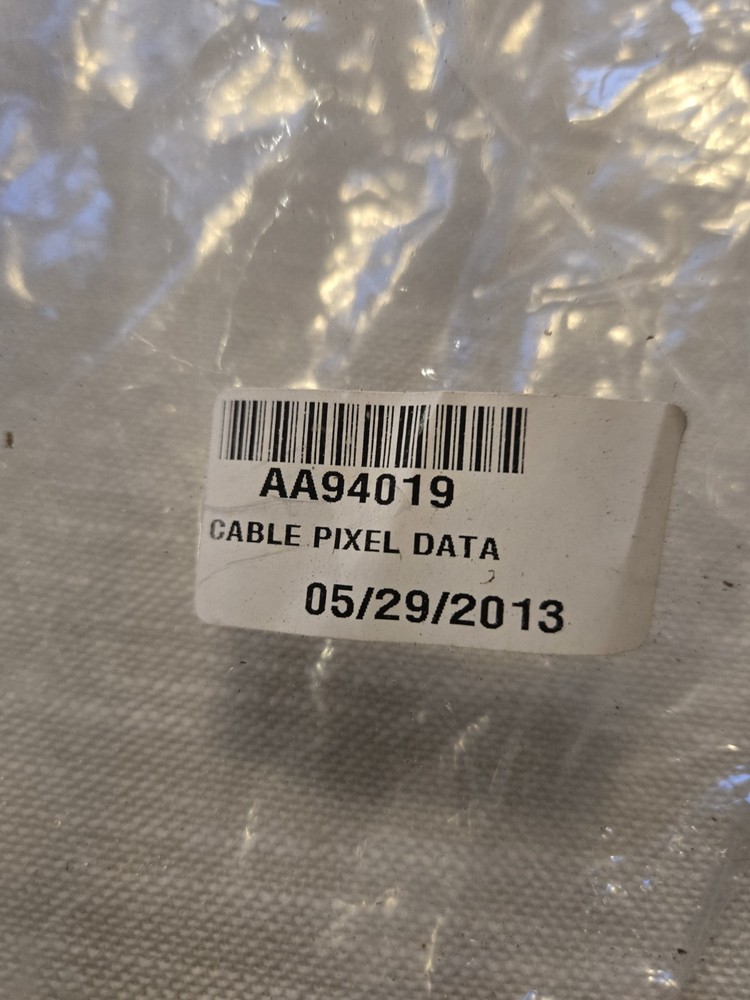 AA94019
CABLE PIXEL DATA
05/29/2013